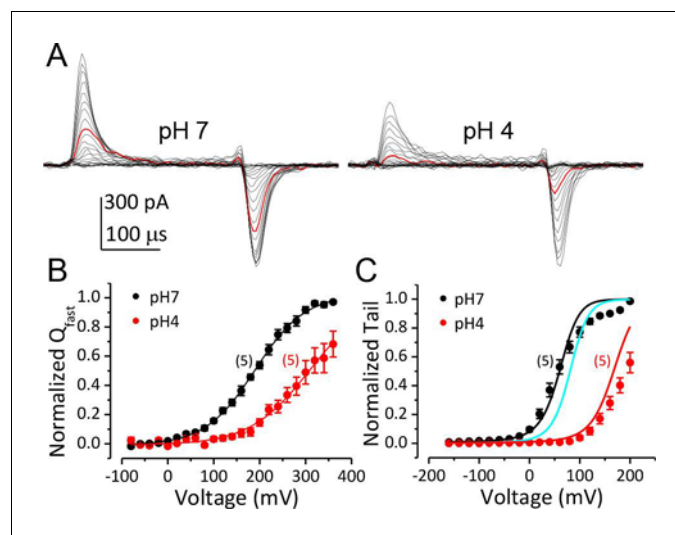 A
pH 7
pH 4
300 pA
100 μs
B
pH7
pH4
(5)
(5)
Normalized Q_fast
1.0
0.8
0.6
0.4
0.2
0.0
-100
0
100
200
300
400
Voltage (mV)
C
pH7
pH4
(5)
(5)
Normalized Tail
1.0
0.8
0.6
0.4
0.2
0.0
-200
-100
0
100
200
Voltage (mV)